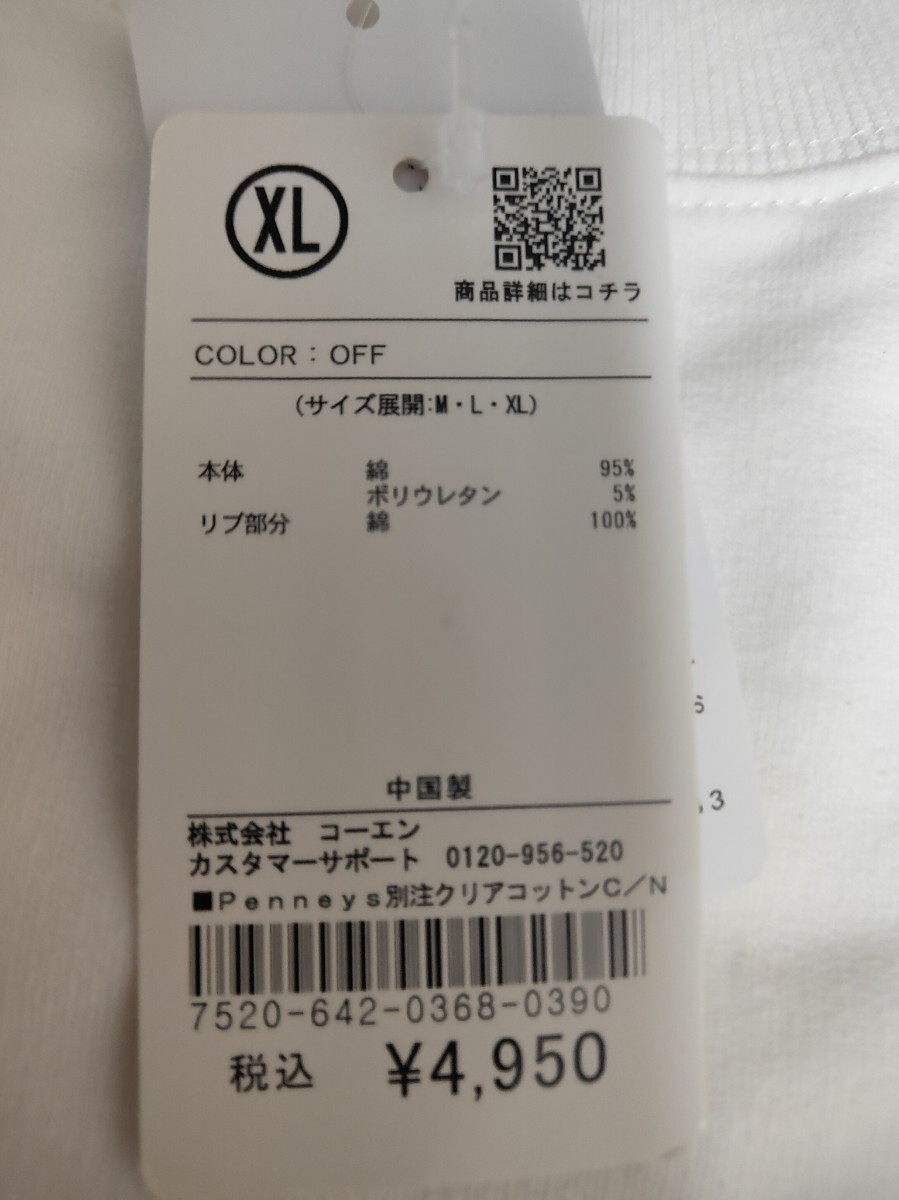 XL
商品詳細はコチラ
COLOR : OFF
(サイズ展開:M・L・XL)
本体 綿 95%
ポリウレタン 5%
リブ部分 綿 100%
中国製
株式会社 コーエン
カスタマーサポート 0120-956-520
■Penneys別注クリアコットンC/N
7520-642-0368-0390
税込 ¥4,950